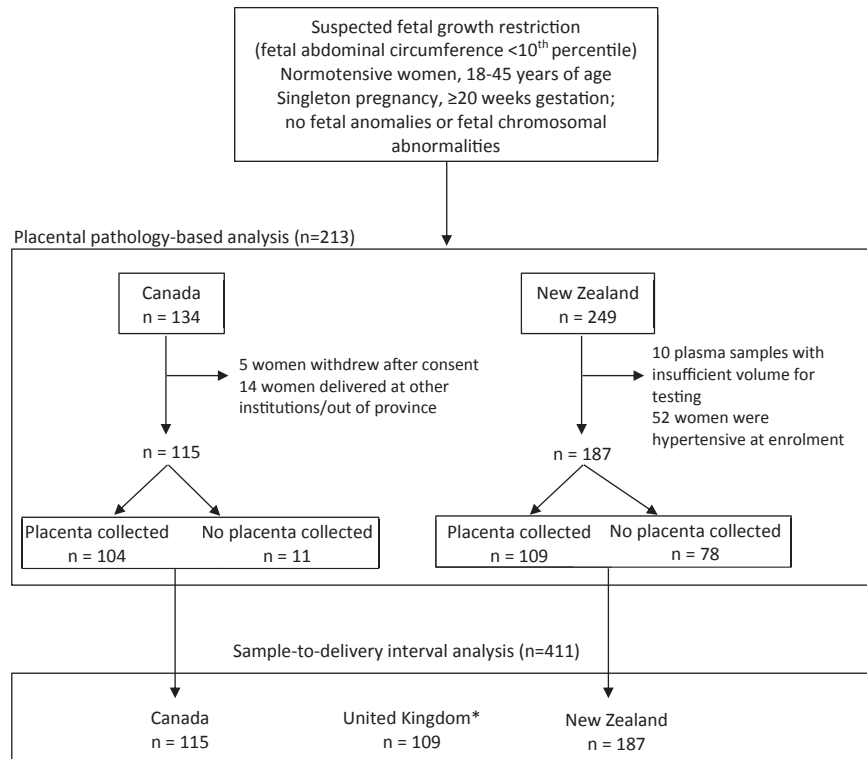 Suspected fetal growth restriction
(fetal abdominal circumference <10th percentile)
Normotensive women, 18-45 years of age
Singleton pregnancy, ≥20 weeks gestation;
no fetal anomalies or fetal chromosomal
abnormalities
Placental pathology-based analysis (n=213)
Canada
n = 134
New Zealand
n = 249
5 women withdrew after consent
14 women delivered at other
institutions/out of province
10 plasma samples with
insufficient volume for
testing
52 women were
hypertensive at enrolment
n = 115
n = 187
Placenta collected
n = 104
No placenta collected
n = 11
Placenta collected
n = 109
No placenta collected
n = 78
Sample-to-delivery interval analysis (n=411)
Canada
n = 115
United Kingdom*
n = 109
New Zealand
n = 187